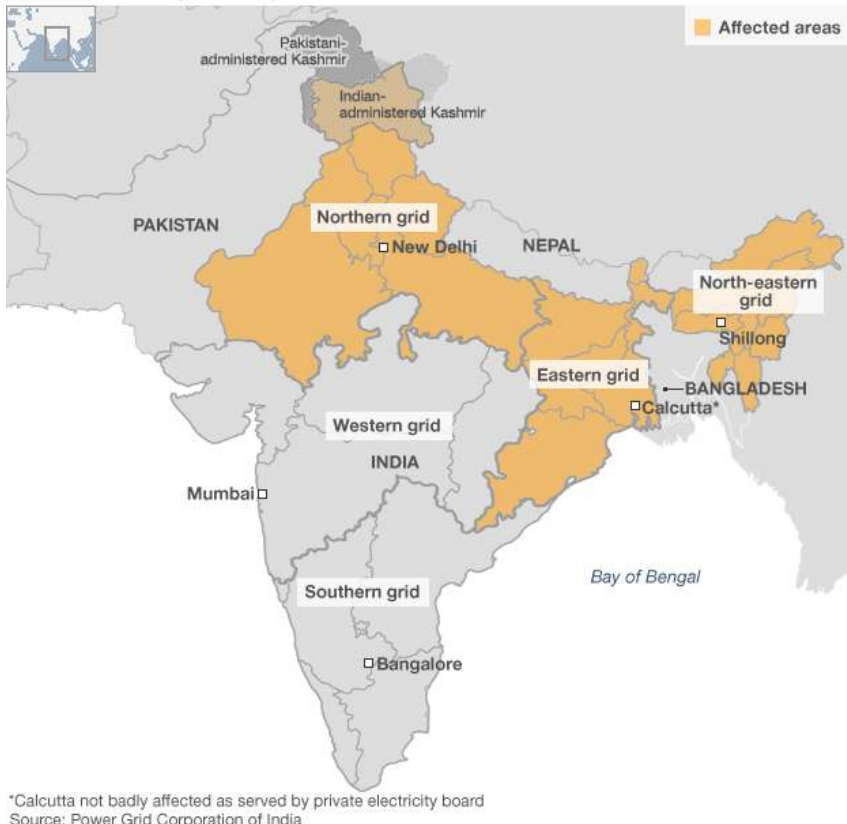 Affected areas
Pakistani-
administered Kashmir
Indian-
administered Kashmir
PAKISTAN
Northern grid
New Delhi
NEPAL
North-eastern
grid
Shillong
Eastern grid
BANGLADESH
Calcutta*
Western grid
INDIA
Mumbai
Bay of Bengal
Southern grid
Bangalore
*Calcutta not badly affected as served by private electricity board
Source: Power Grid Corporation of India